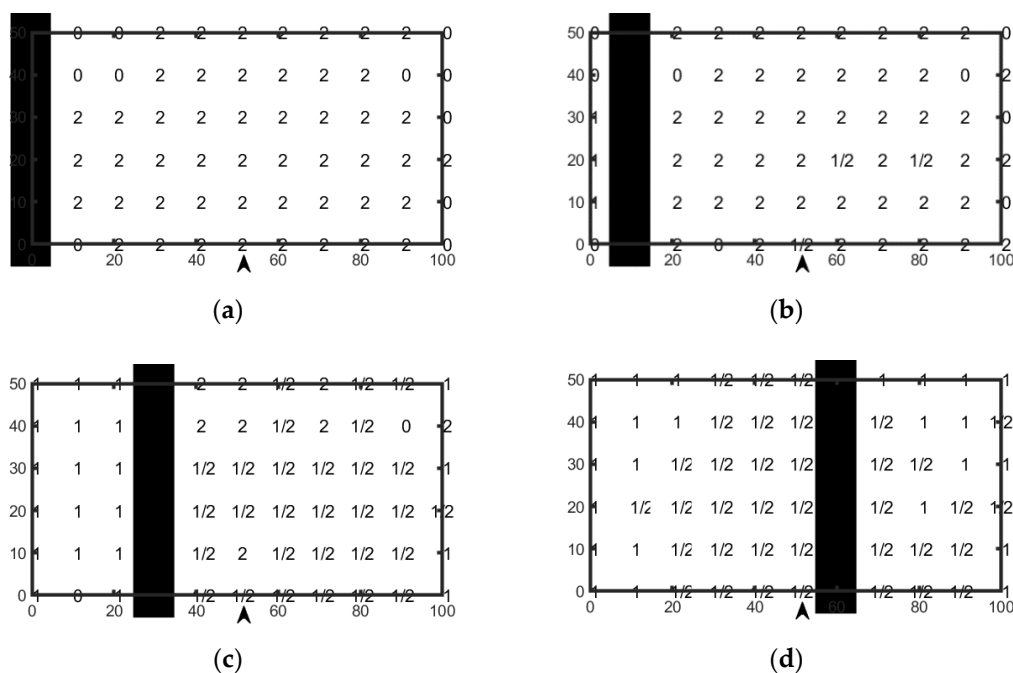 50 0 0 2 2 2 2 2 2 2 0
40 0 0 2 2 2 2 2 2 0 0
30 2 2 2 2 2 2 2 2 2 0
20 2 2 2 2 2 2 2 2 2 2
10 2 2 2 2 2 2 2 2 2 0
0 0 2 2 2 2 2 2 2 2 0
0 20 40 60 80 100
(a)
50 0 2 2 2 2 2 2 2 2 0
40 0 0 2 2 2 2 2 2 0 2
30 1 2 2 2 2 2 2 2 2 0
20 1 2 2 2 2 1/2 2 1/2 2 2
10 1 2 2 2 2 2 2 2 2 0
0 0 2 0 2 1/2 2 2 2 2 2
0 20 40 60 80 100
(b)
50 1 1 1 2 2 1/2 2 1/2 1/2 1
40 1 1 1 2 2 1/2 2 1/2 0 2
30 1 1 1 1/2 1/2 1/2 1/2 1/2 1/2 1
20 1 1 1 1/2 1/2 1/2 1/2 1/2 1/2 1/2
10 1 1 1 1/2 2 1/2 1/2 1/2 1/2 1
0 1 0 1 1/2 1/2 1/2 1/2 1/2 1/2 1
0 20 40 60 80 100
(c)
50 1 1 1 1/2 1/2 1/2 1 1 1 1
40 1 1 1 1/2 1/2 1/2 1/2 1 1 1/2
30 1 1 1/2 1/2 1/2 1/2 1/2 1/2 1 1
20 1 1/2 1/2 1/2 1/2 1/2 1/2 1 1/2 1/2
10 1 1 1/2 1/2 1/2 1/2 1/2 1/2 1/2 1
0 1 1 1/2 1/2 1/2 1/2 1/2 1/2 1/2 1
0 20 40 60 80 100
(d)